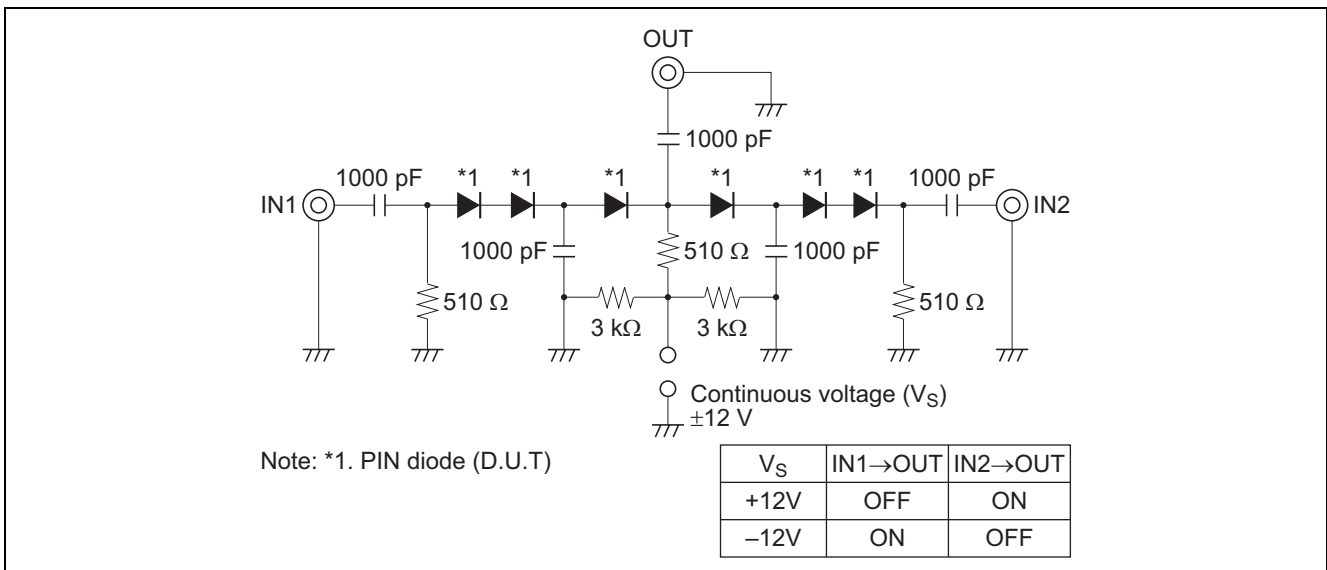 OUT
1000 pF
1000 pF *1 *1 *1 *1 *1 *1 1000 pF
IN1 IN2
1000 pF 510 Ω 1000 pF
510 Ω 3 kΩ 3 kΩ 510 Ω
Continuous voltage (VS)
±12 V
Note: *1. PIN diode (D.U.T)
VS IN1→OUT IN2→OUT
+12V OFF ON
–12V ON OFF